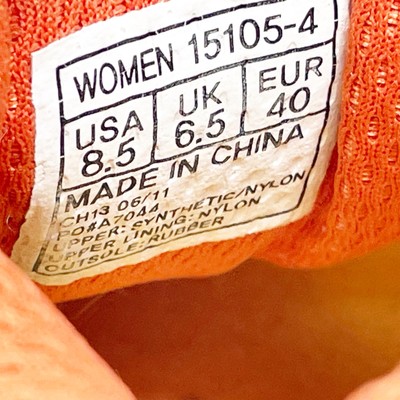 WOMEN 15105-4
USA UK EUR
8.5 6.5 40
MADE IN CHINA
CH13 06/11
PO#A7044
UPPER: SYNTHETIC/NYLON
UPPER LINING: NYLON
OUTSOLE: RUBBER